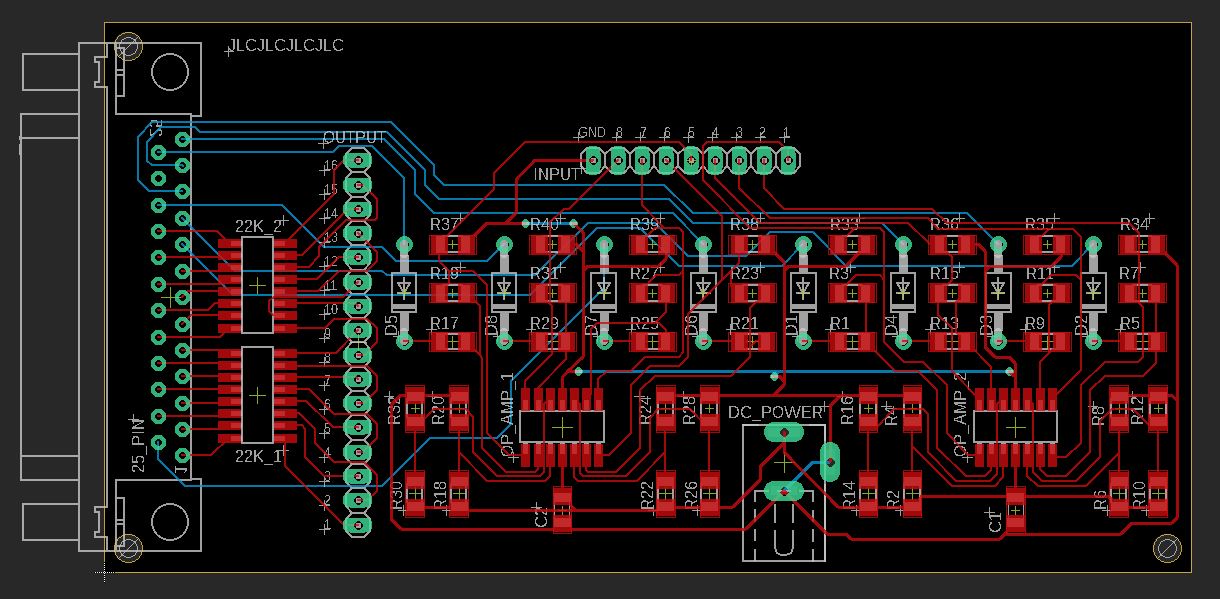 JLCJLCJLCJLC
GND 8 7 6 5 4 3 2 1
OUTPUT
INPUT
16
15
14
13
12
11
10
9
8
7
6
5
4
3
2
1
22K_2
22K_1
25_PIN
R37 R40 R39 R38 R33 R36 R35 R34
R19 R31 R27 R23 R3 R15 R11 R7
D5 D8 D7 D6 D1 D4 D3 D2
R17 R29 R25 R21 R1 R13 R9 R5
OP_AMP_1
DC_POWER
OP_AMP_2
R32 R20 R24 R28 R16 R4 R8 R12
R30 R18 R22 R26 R14 R2 R6 R10
C2
C1